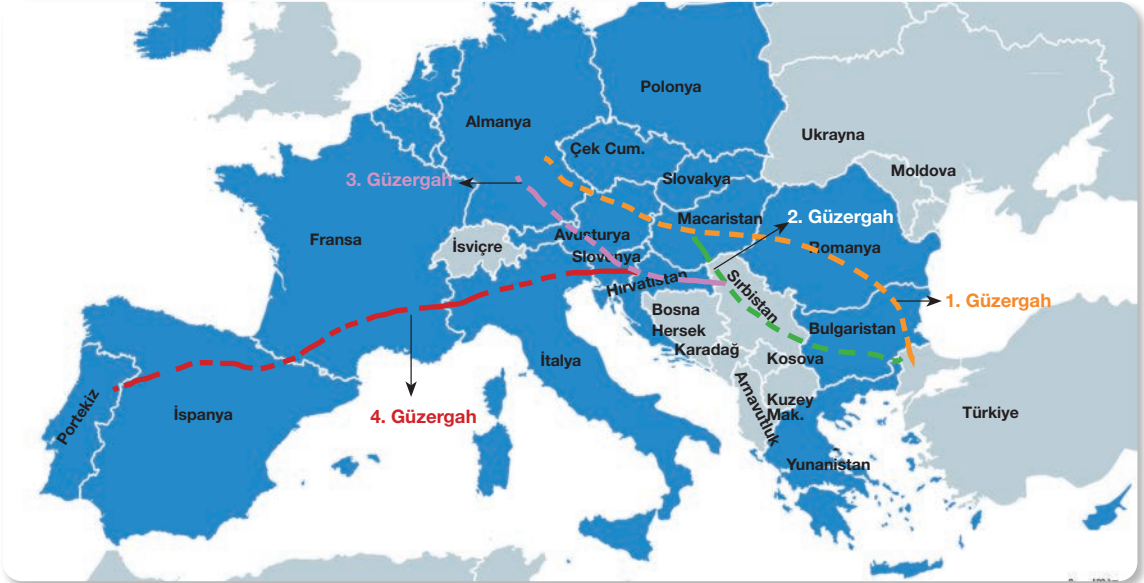 Polonya
Almanya
Ukrayna
Çek Cum.
Moldova
3. Güzergah
Slovakya
Macaristan
2. Güzergah
Fransa
İsviçre
Avusturya
Romanya
Slovenya
Hırvatistan
Sırbistan
1. Güzergah
Bosna
Hersek
Bulgaristan
Karadağ
Kosova
İtalya
Arnavutluk
Kuzey
Mak.
Portekiz
İspanya
4. Güzergah
Türkiye
Yunanistan